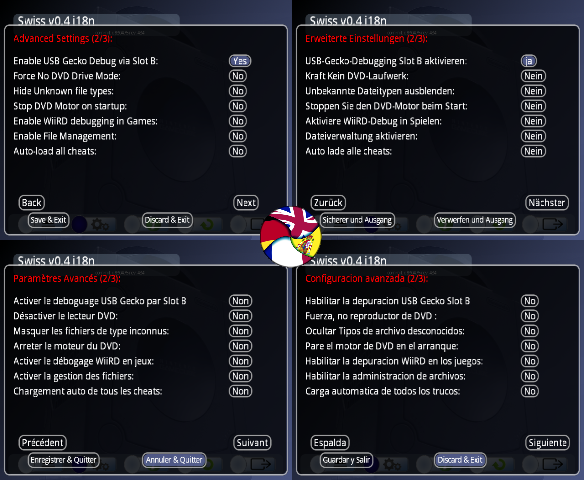 Swiss v0.4 i18n
Advanced Settings (2/3):
Enable USB Gecko Debug via Slot B: Yes
Force No DVD Drive Mode: No
Hide Unknown file types: No
Stop DVD Motor on startup: No
Enable WiiRD debugging in Games: No
Enable File Management: No
Auto-load all cheats: No
Back Next
Save & Exit Discard & Exit
Swiss v0.4 i18n
Erweiterte Einstellungen (2/3):
USB-Gecko-Debugging Slot B aktivieren: ja
Kraft Kein DVD-Laufwerk: Nein
Unbekannte Dateitypen ausblenden: Nein
Stoppen Sie den DVD-Motor beim Start: Nein
Aktiviere WiiRD-Debug in Spielen: Nein
Dateiverwaltung aktivieren: Nein
Auto lade alle cheats: Nein
Zurück Nächster
Sicherer und Ausgang Verwerfen und Ausgang
Swiss v0.4 i18n
Paramètres Avancés (2/3):
Activer le deboguage USB Gecko par Slot B Non
Désactiver le lecteur DVD: Non
Masquer les fichiers de type inconnus: Non
Arreter le moteur du DVD: Non
Activer le débogage WiiRD en jeux: Non
Activer la gestion des fichiers: Non
Chargement auto de tous les cheats: Non
Précédent Suivant
Enregistrer & Quitter Annuler & Quitter
Swiss v0.4 i18n
Configuracion avanzada (2/3):
Habilitar la depuracion USB Gecko Slot B No
Fuerza, no reproductor de DVD : No
Ocultar Tipos de archivo desconocidos: No
Pare el motor de DVD en el arranque: No
Habilitar la depuracion WiiRD en los juegos: No
Habilitar la administracion de archivos: No
Carga automatica de todos los trucos: No
Espalda Siguiente
Guardar y Salir Discard & Exit